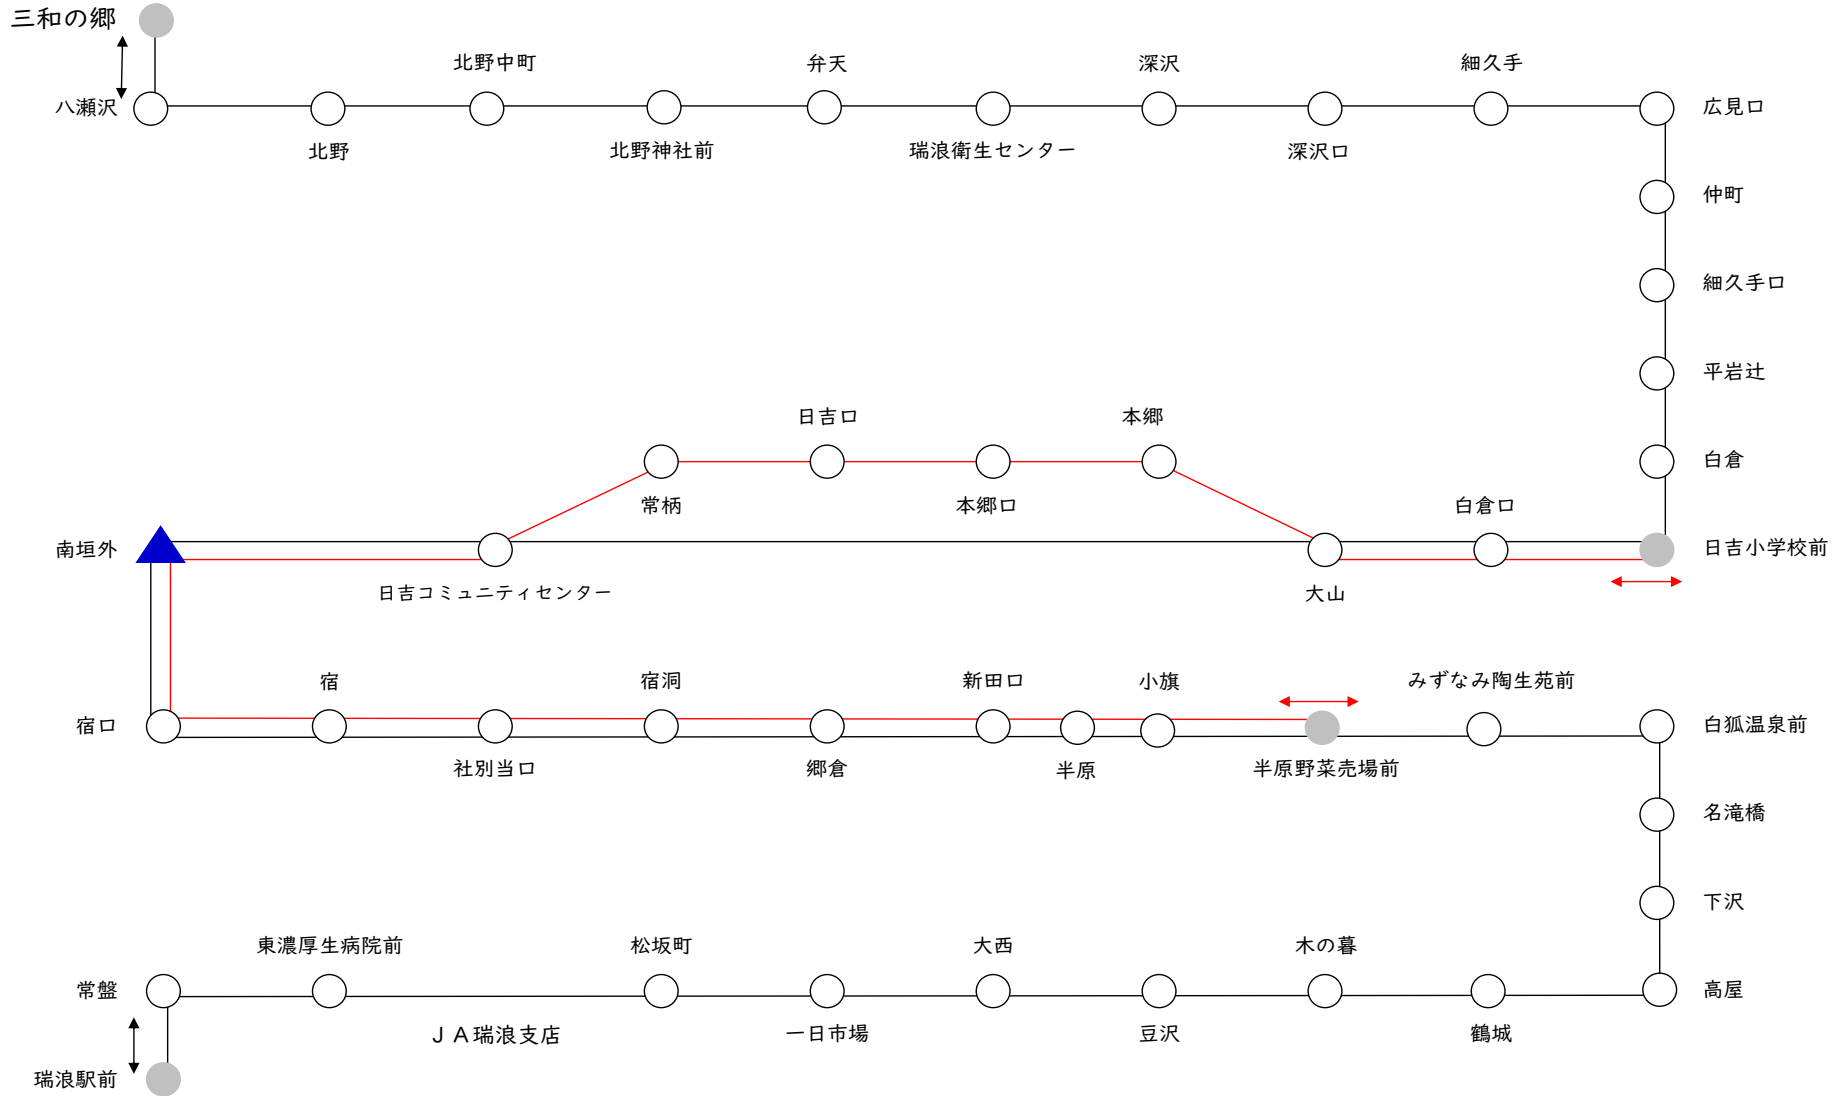 三和の郷
北野中町
弁天
深沢
細久手
八瀬沢
広見口
北野
北野神社前
瑞浪衛生センター
深沢口
仲町
細久手口
平岩辻
日吉口
本郷
白倉
常柄
本郷口
白倉口
南垣外
日吉小学校前
日吉コミュニティセンター
大山
宿
宿洞
新田口
小旗
みずなみ陶生苑前
宿口
白狐温泉前
社別当口
郷倉
半原
半原野菜売場前
名滝橋
下沢
東濃厚生病院前
松坂町
大西
木の暮
常盤
高屋
JA瑞浪支店
一日市場
豆沢
鶴城
瑞浪駅前